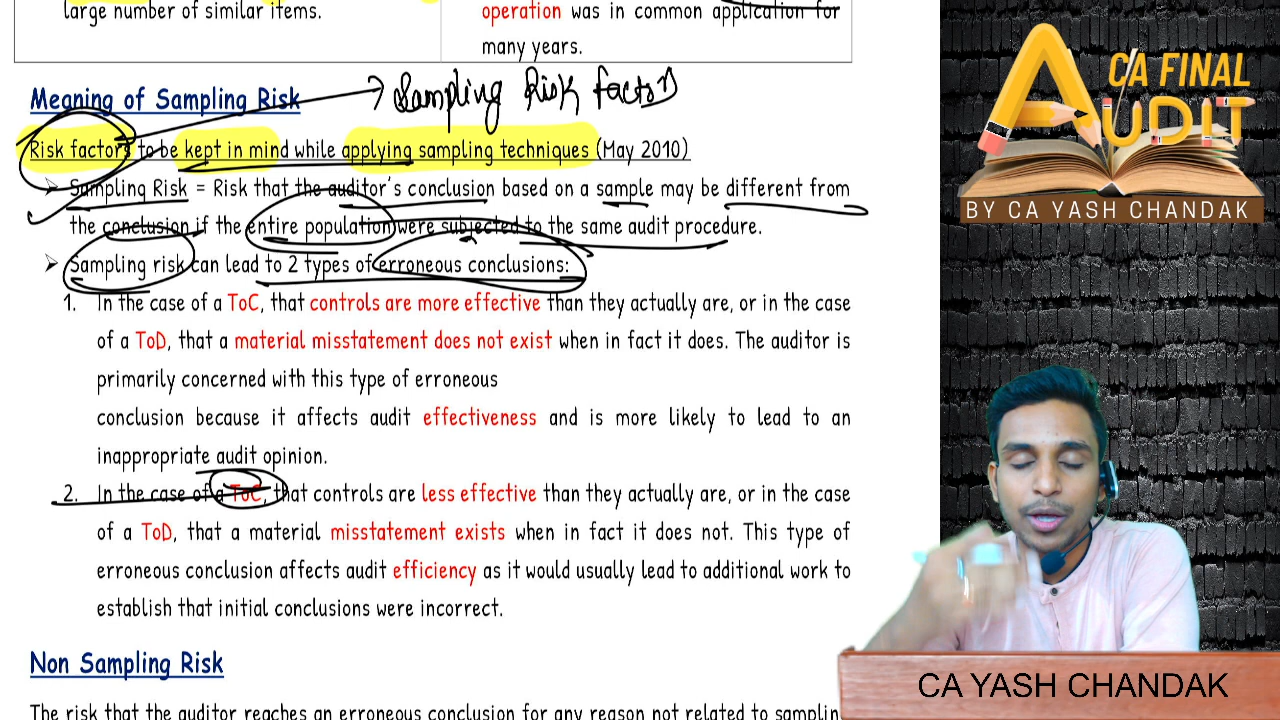 large number of similar items.
operation was in common application for
many years.
Meaning of Sampling Risk
Sampling Risk factors
Risk factors to be kept in mind while applying sampling techniques (May 2010)
➤ Sampling Risk = Risk that the auditor's conclusion based on a sample may be different from
the conclusion if the entire population were subjected to the same audit procedure.
➤ Sampling risk can lead to 2 types of erroneous conclusions:
1. In the case of a ToC, that controls are more effective than they actually are, or in the case
of a ToD, that a material misstatement does not exist when in fact it does. The auditor is
primarily concerned with this type of erroneous
conclusion because it affects audit effectiveness and is more likely to lead to an
inappropriate audit opinion.
2. In the case of a ToC, that controls are less effective than they actually are, or in the case
of a ToD, that a material misstatement exists when in fact it does not. This type of
erroneous conclusion affects audit efficiency as it would usually lead to additional work to
establish that initial conclusions were incorrect.
Non Sampling Risk
The risk that the auditor reaches an erroneous conclusion for any reason not related to sampling
CA FINAL
AUDIT
BY CA YASH CHANDAK
CA YASH CHANDAK